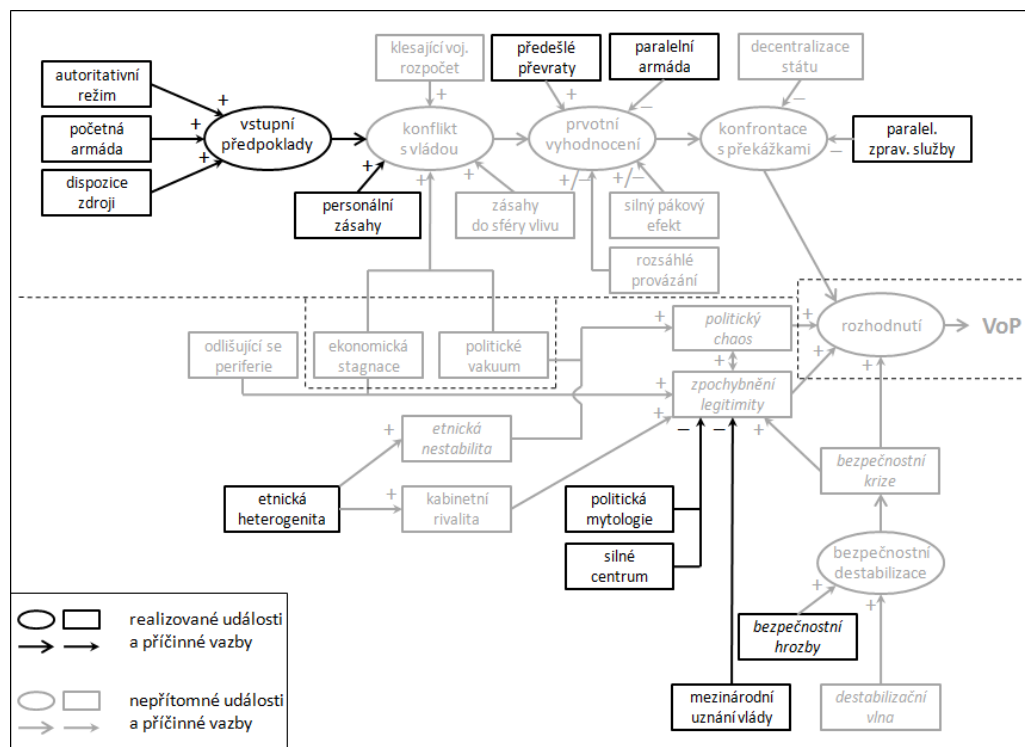 klesající voj.
rozpočet
předešlé
převraty
paralelní
armáda
decentralizace
státu
autoritativní
režim
početná
armáda
dispozice
zdroji
+
+
+
vstupní
předpoklady
+
konflikt
s vládou
+
+
+
personální
zásahy
zásahy
do sféry vlivu
+
−
prvotní
vyhodnocení
+/−
+/−
silný pákový
efekt
rozsáhlé
provázání
−
konfrontace
s překážkami
−
paralel.
zprav. služby
odlišující se
periferie
ekonomická
stagnace
politické
vakuum
+
politický
chaos
+
+
rozhodnutí
VoP
+
zpochybnění
legitimity
+
+
+
−
−
+
+
etnická
nestabilita
etnická
heterogenita
+
kabinetní
rivalita
politická
mytologie
silné
centrum
bezpečnostní
krize
bezpečnostní
destabilizace
+
+
bezpečnostní
hrozby
mezinárodní
uznání vlády
destabilizační
vlna
realizované události
a příčinné vazby
nepřítomné události
a příčinné vazby